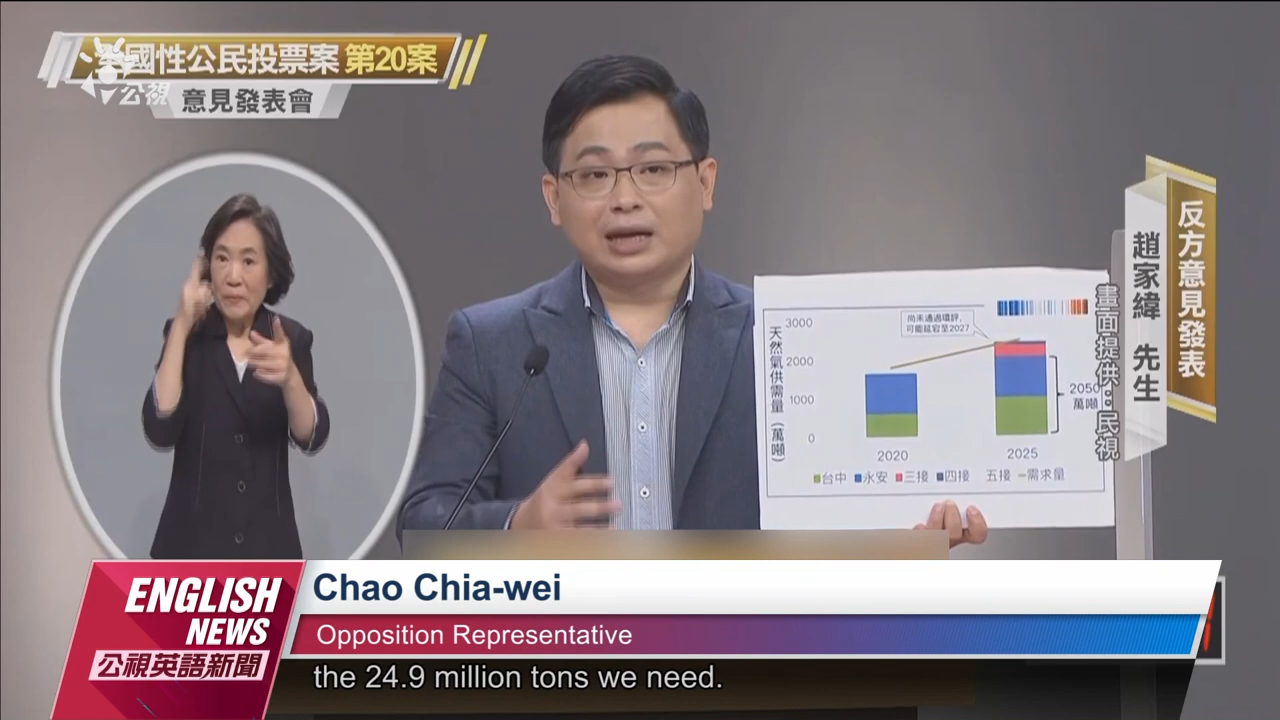 全國性公民投票案 第20案
公視
意見發表會
反方意見發表
趙家緯 先生
畫面提供：民視
天然氣供需量（萬噸）
3000
2000
1000
0
尚未通過環評，
可能延宕至2027
2050
萬噸
2020
2025
台中 永安 三接 四接 五接 需求量
ENGLISH
NEWS
公視英語新聞
Chao Chia-wei
Opposition Representative
the 24.9 million tons we need.